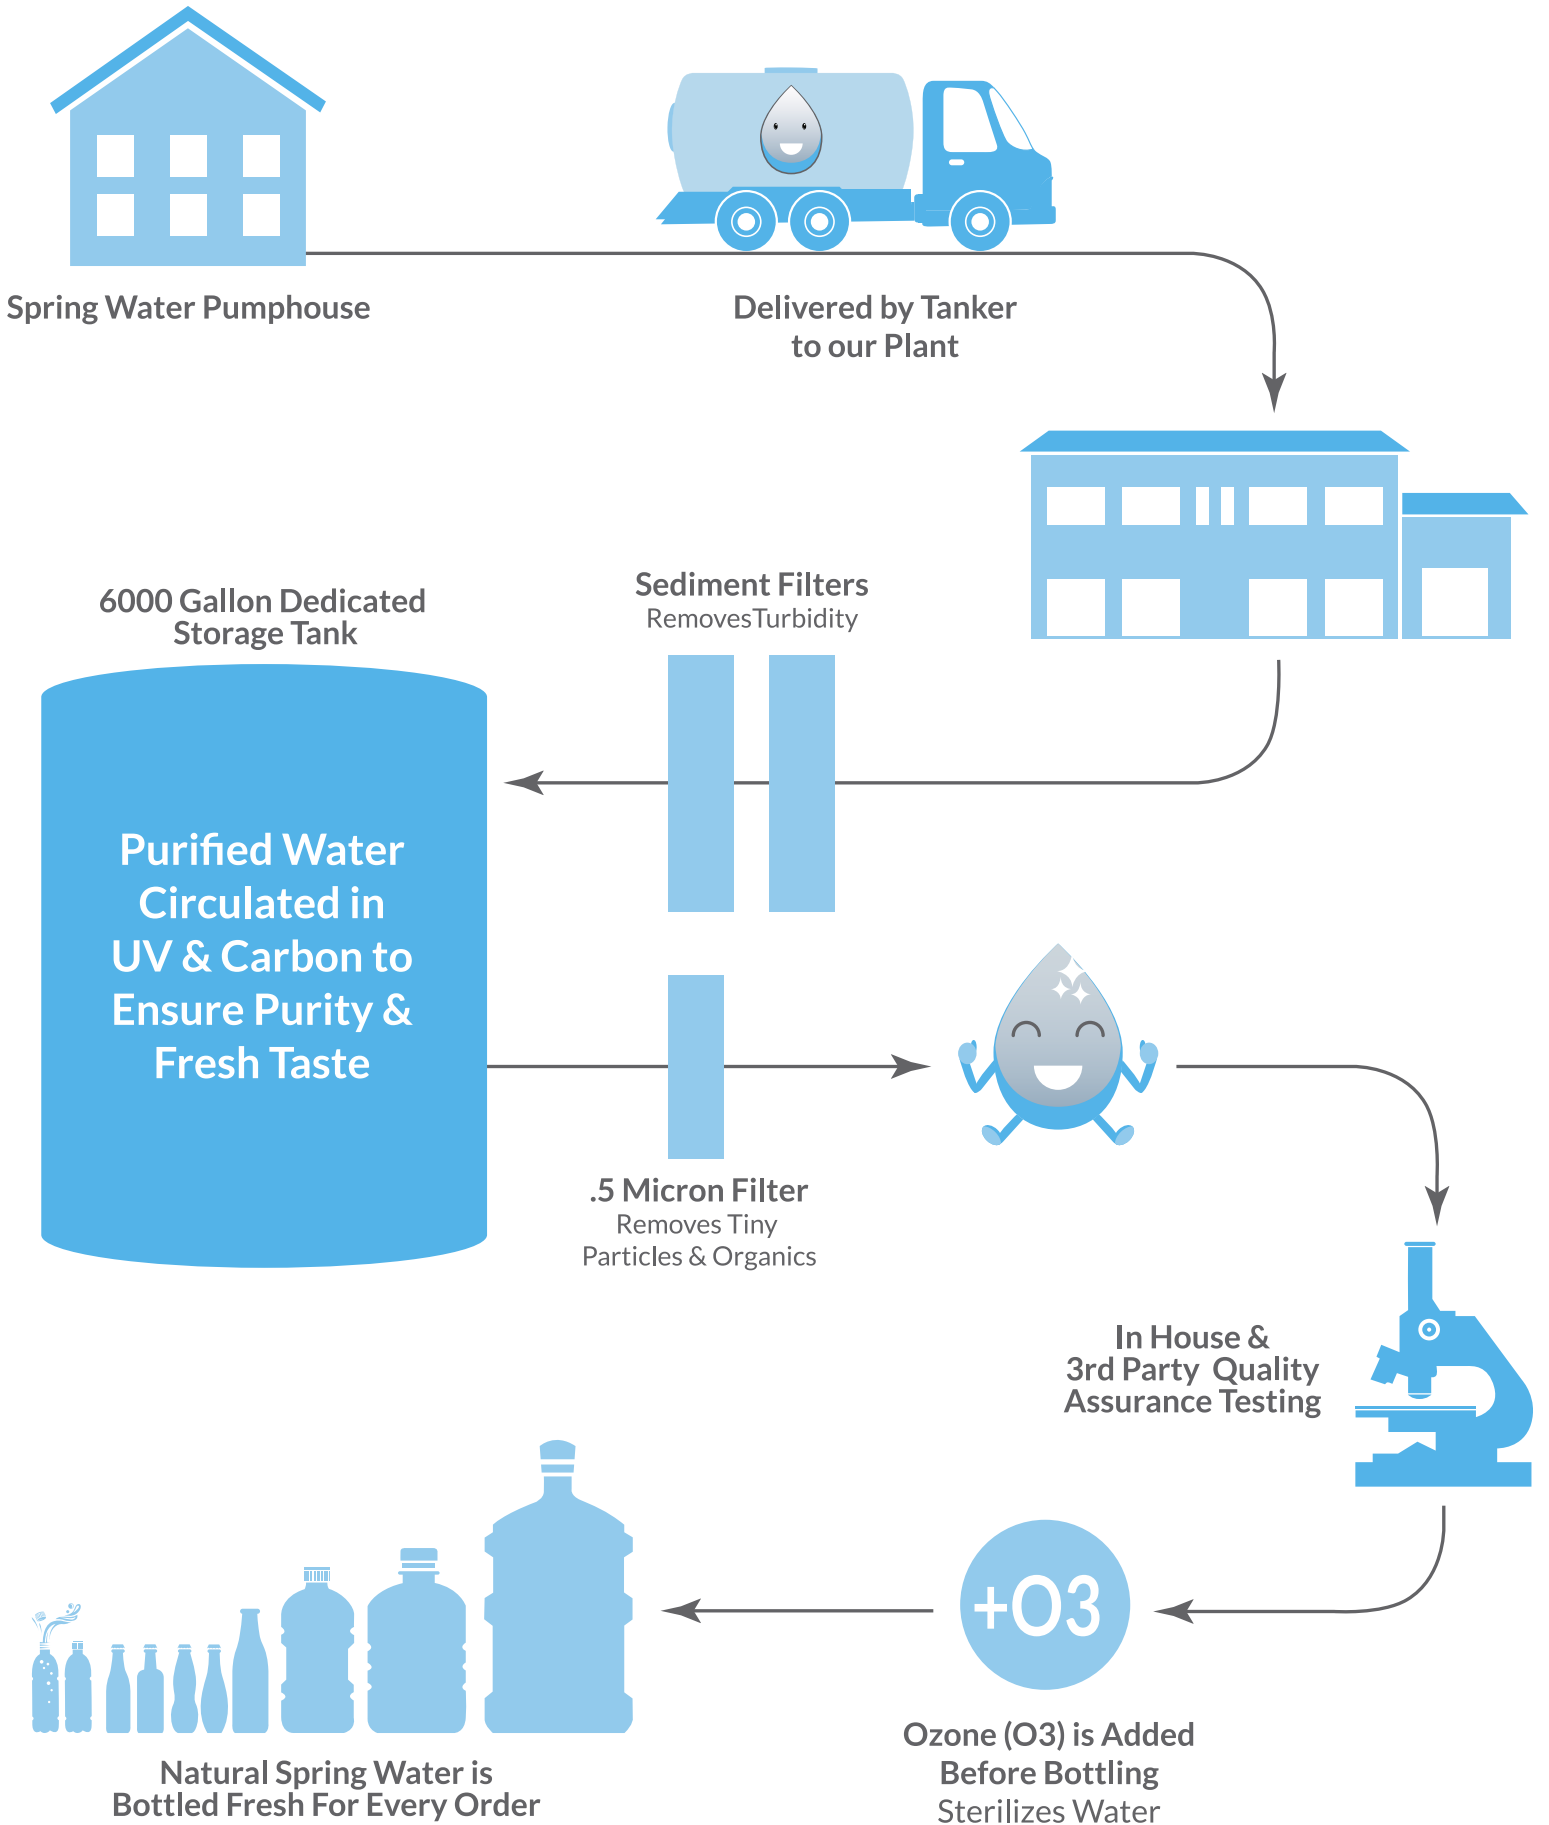 Spring Water Pumphouse
Delivered by Tanker
to our Plant
Sediment Filters
RemovesTurbidity
6000 Gallon Dedicated
Storage Tank
Purified Water
Circulated in
UV & Carbon to
Ensure Purity &
Fresh Taste
.5 Micron Filter
Removes Tiny
Particles & Organics
In House &
3rd Party Quality
Assurance Testing
+O3
Ozone (O3) is Added
Before Bottling
Sterilizes Water
Natural Spring Water is
Bottled Fresh For Every Order